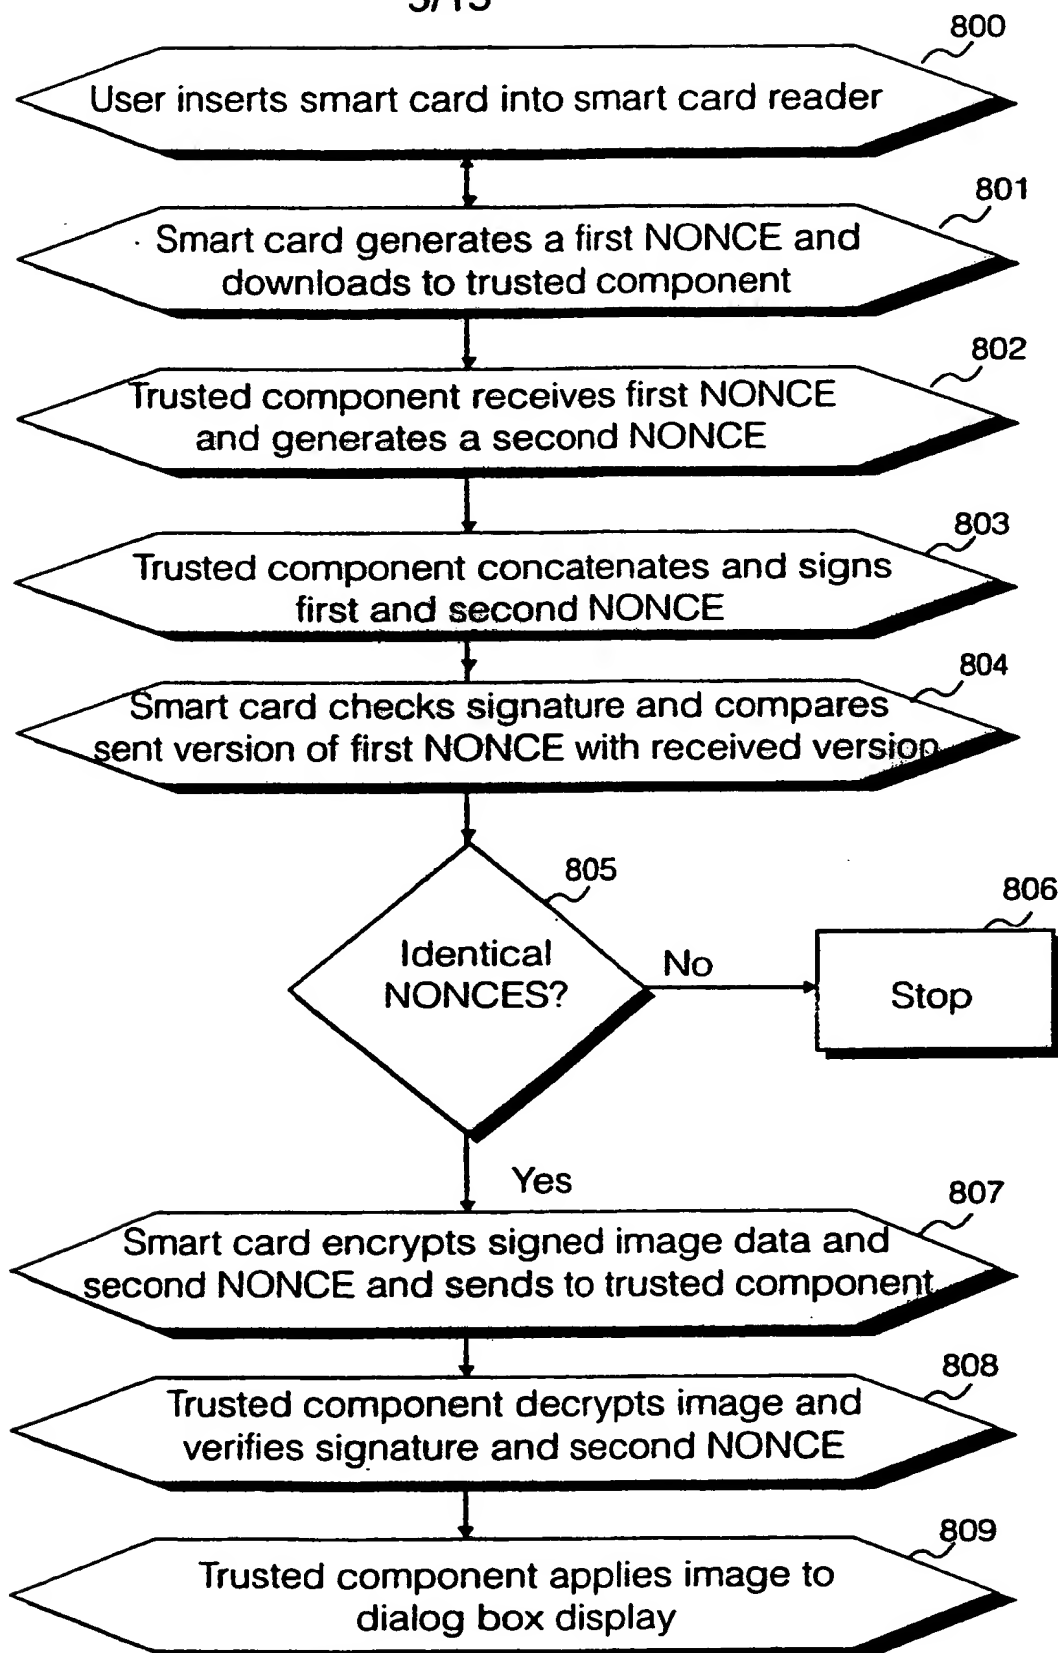 800
User inserts smart card into smart card reader
801
Smart card generates a first NONCE and
downloads to trusted component
802
Trusted component receives first NONCE
and generates a second NONCE
803
Trusted component concatenates and signs
first and second NONCE
804
Smart card checks signature and compares
sent version of first NONCE with received version
805
Identical
NONCES?
No
806
Stop
Yes
807
Smart card encrypts signed image data and
second NONCE and sends to trusted component
808
Trusted component decrypts image and
verifies signature and second NONCE
809
Trusted component applies image to
dialog box display